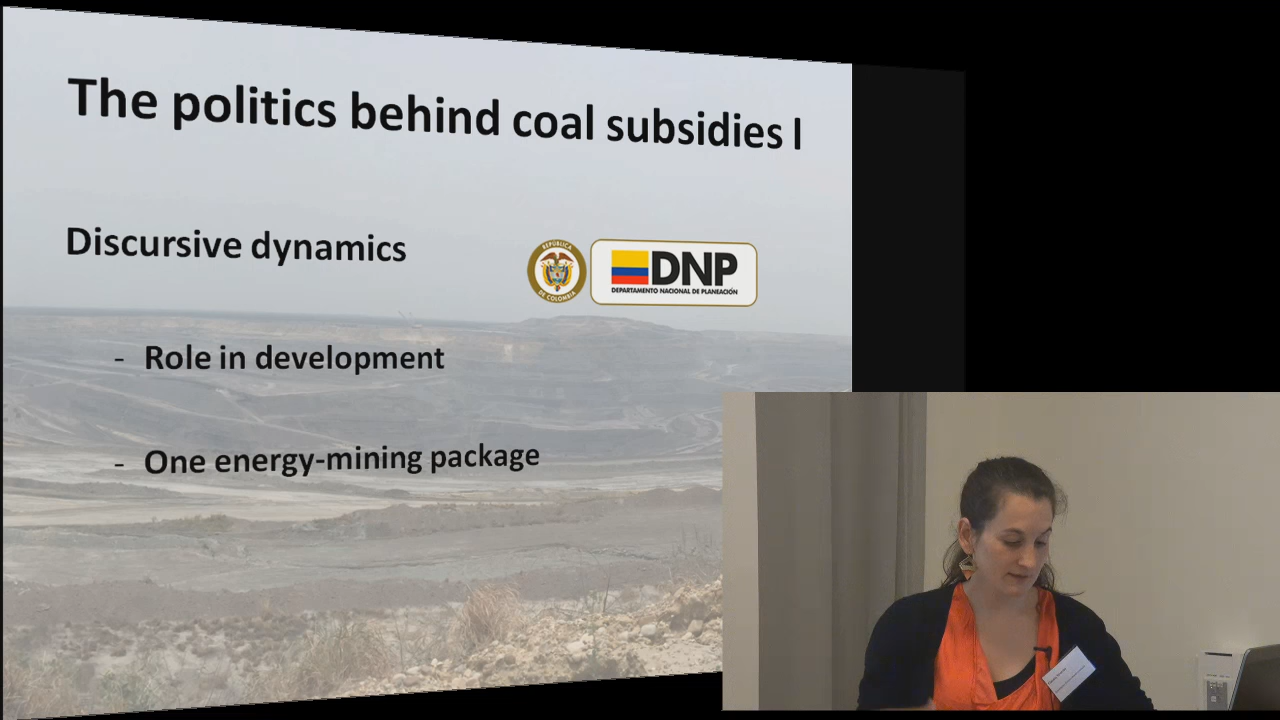 The politics behind coal subsidies I
Discursive dynamics
REPÚBLICA
DE COLOMBIA
DNP
DEPARTAMENTO NACIONAL DE PLANEACIÓN
- Role in development
- One energy-mining package